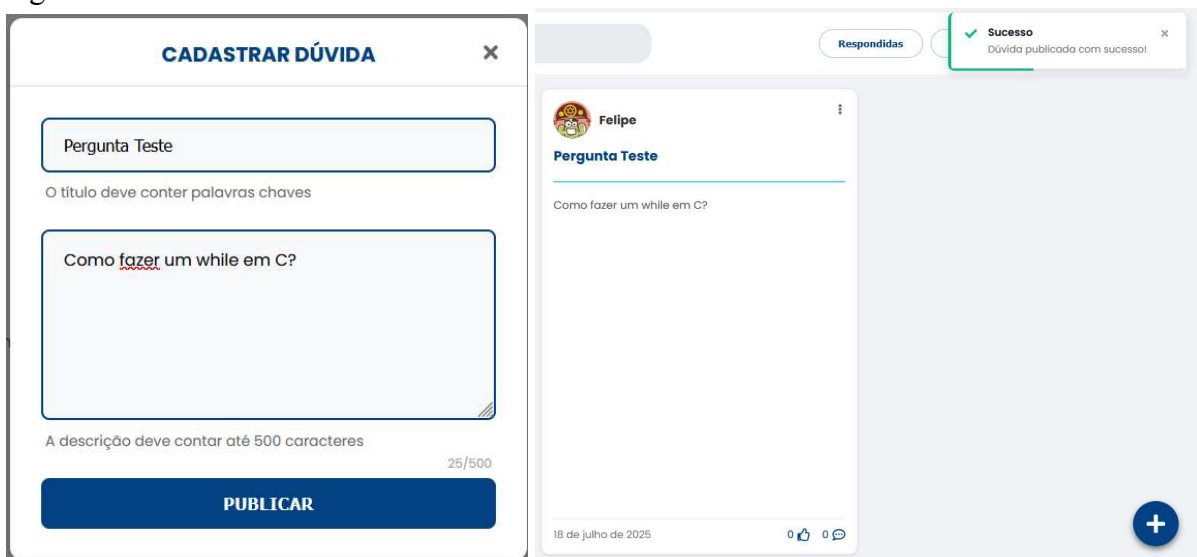 CADASTRAR DÚVIDA
Pergunta Teste
O título deve conter palavras chaves
Como fazer um while em C?
A descrição deve contar até 500 caracteres
25/500
PUBLICAR
Respondidas
Sucesso
Dúvida publicada com sucesso!
Felipe
Pergunta Teste
Como fazer um while em C?
18 de julho de 2025
0 0